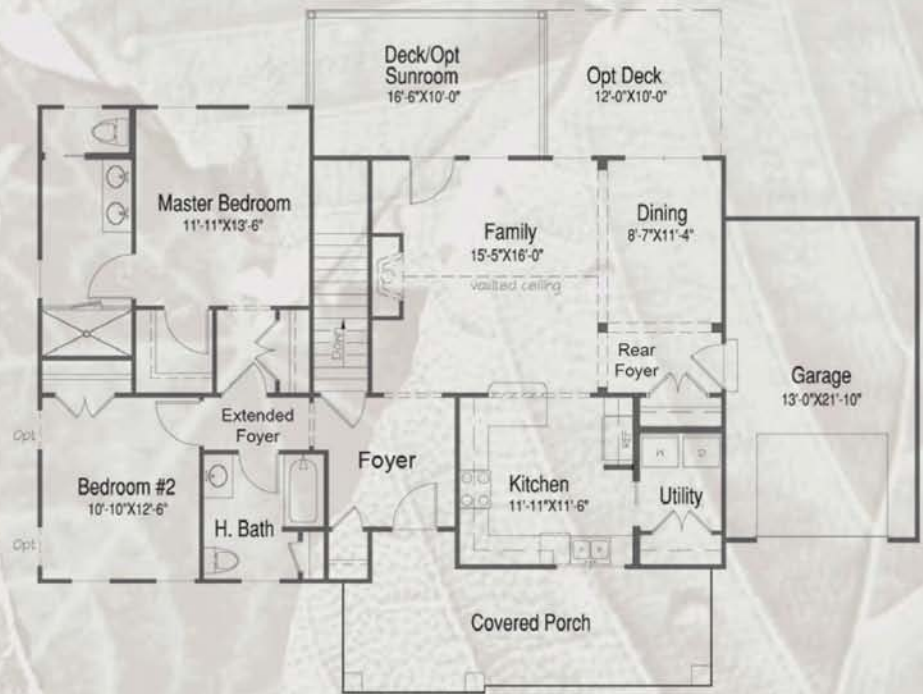 Deck/Opt
Sunroom
16'-6"X10'-0"
Opt Deck
12'-0"X10'-0"
Master Bedroom
11'-11"X13'-6"
Family
15'-5"X16'-0"
vaulted ceiling
Dining
8'-7"X11'-4"
Down
Rear
Foyer
Garage
13'-0"X21'-10"
Opt
Extended
Foyer
Foyer
REF
W
D
Bedroom #2
10'-10"X12'-6"
Kitchen
11'-11"X11'-6"
Utility
H. Bath
Opt
Covered Porch